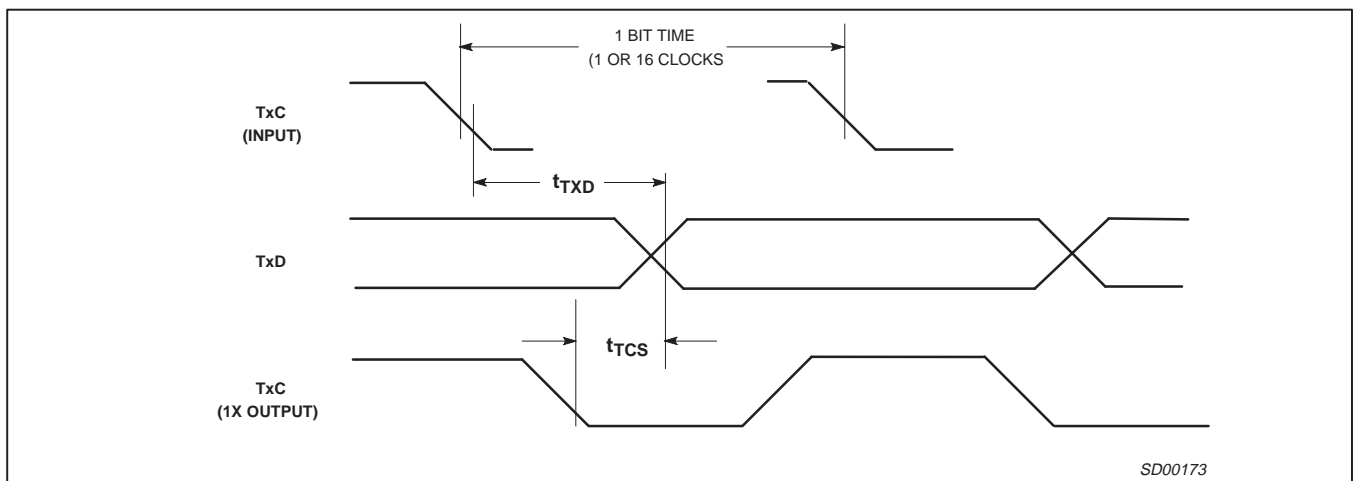 1 BIT TIME
(1 OR 16 CLOCKS
TxC
(INPUT)
tTXD
TxD
tTCS
TxC
(1X OUTPUT)
SD00173